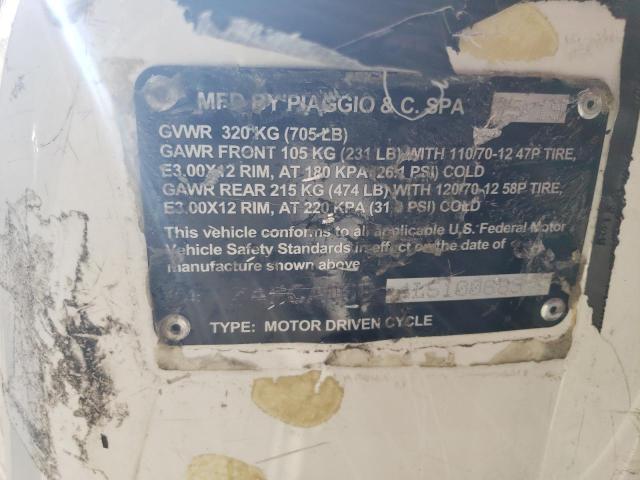 MFD BY PIAGGIO & C. SPA
GVWR 320 KG (705 LB)
GAWR FRONT 105 KG (231 LB) WITH 110/70-12 47P TIRE,
E3.00X12 RIM, AT 180 KPA (26.1 PSI) COLD
GAWR REAR 215 KG (474 LB) WITH 120/70-12 58P TIRE,
E3.00X12 RIM, AT 220 KPA PSI) COLD
This vehicle conforms to all applicable U.S. Federal Motor
Vehicle Safety Standards in effect on the date of
manufacture shown above
TYPE: MOTOR DRIVEN CYCLE